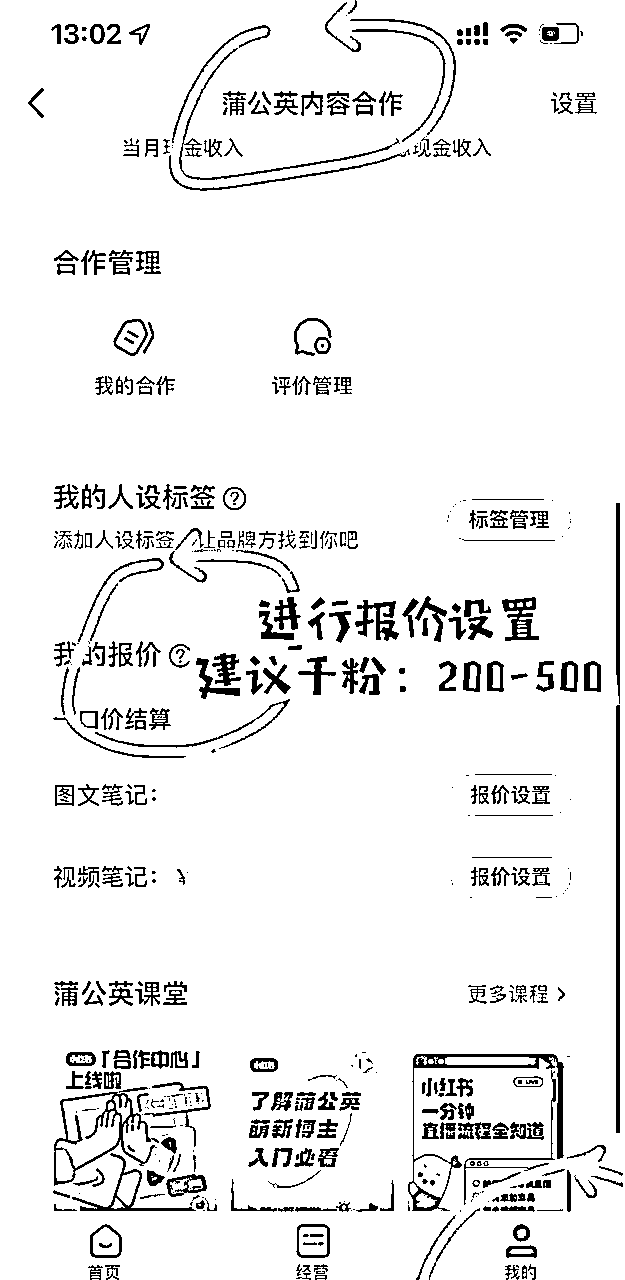 13:02
蒲公英内容合作
设置
当月现金收入
总现金收入
合作管理
我的合作
评价管理
我的人设标签 ?
标签管理
添加人设标签，让品牌方找到你吧
进行报价设置
我的报价 ?
建议千粉：200-500
一口价结算
图文笔记：
报价设置
视频笔记： ¥
报价设置
蒲公英课堂
更多课程 >
「合作中心」
上线啦
了解蒲公英
萌新博主
入门必看
小红书
LIVE
一分钟
直播流程全知道
首页
经营
我的